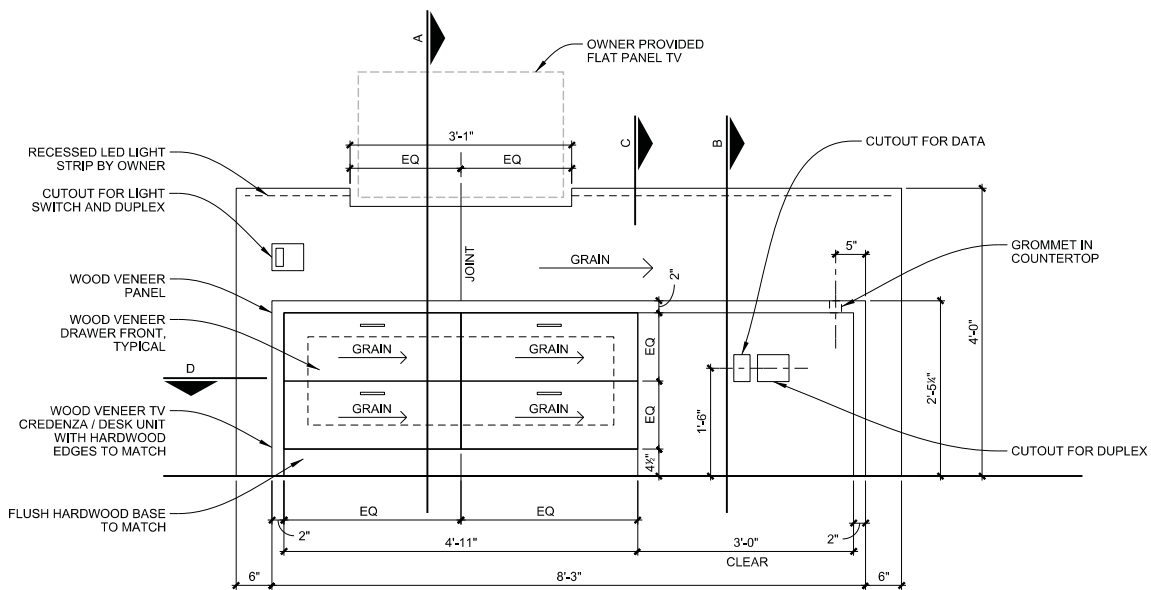 A
OWNER PROVIDED
FLAT PANEL TV
3'-1"
EQ
EQ
C
B
CUTOUT FOR DATA
RECESSED LED LIGHT
STRIP BY OWNER
CUTOUT FOR LIGHT
SWITCH AND DUPLEX
JOINT
GRAIN
5"
GROMMET IN
COUNTERTOP
WOOD VENEER
PANEL
2"
WOOD VENEER
DRAWER FRONT,
TYPICAL
GRAIN
GRAIN
EQ
4'-0"
2'-5¼"
D
1'-6"
WOOD VENEER TV
CREDENZA / DESK UNIT
WITH HARDWOOD
EDGES TO MATCH
GRAIN
GRAIN
EQ
4½"
CUTOUT FOR DUPLEX
FLUSH HARDWOOD BASE
TO MATCH
EQ
EQ
2"
4'-11"
3'-0"
CLEAR
2"
6"
8'-3"
6"